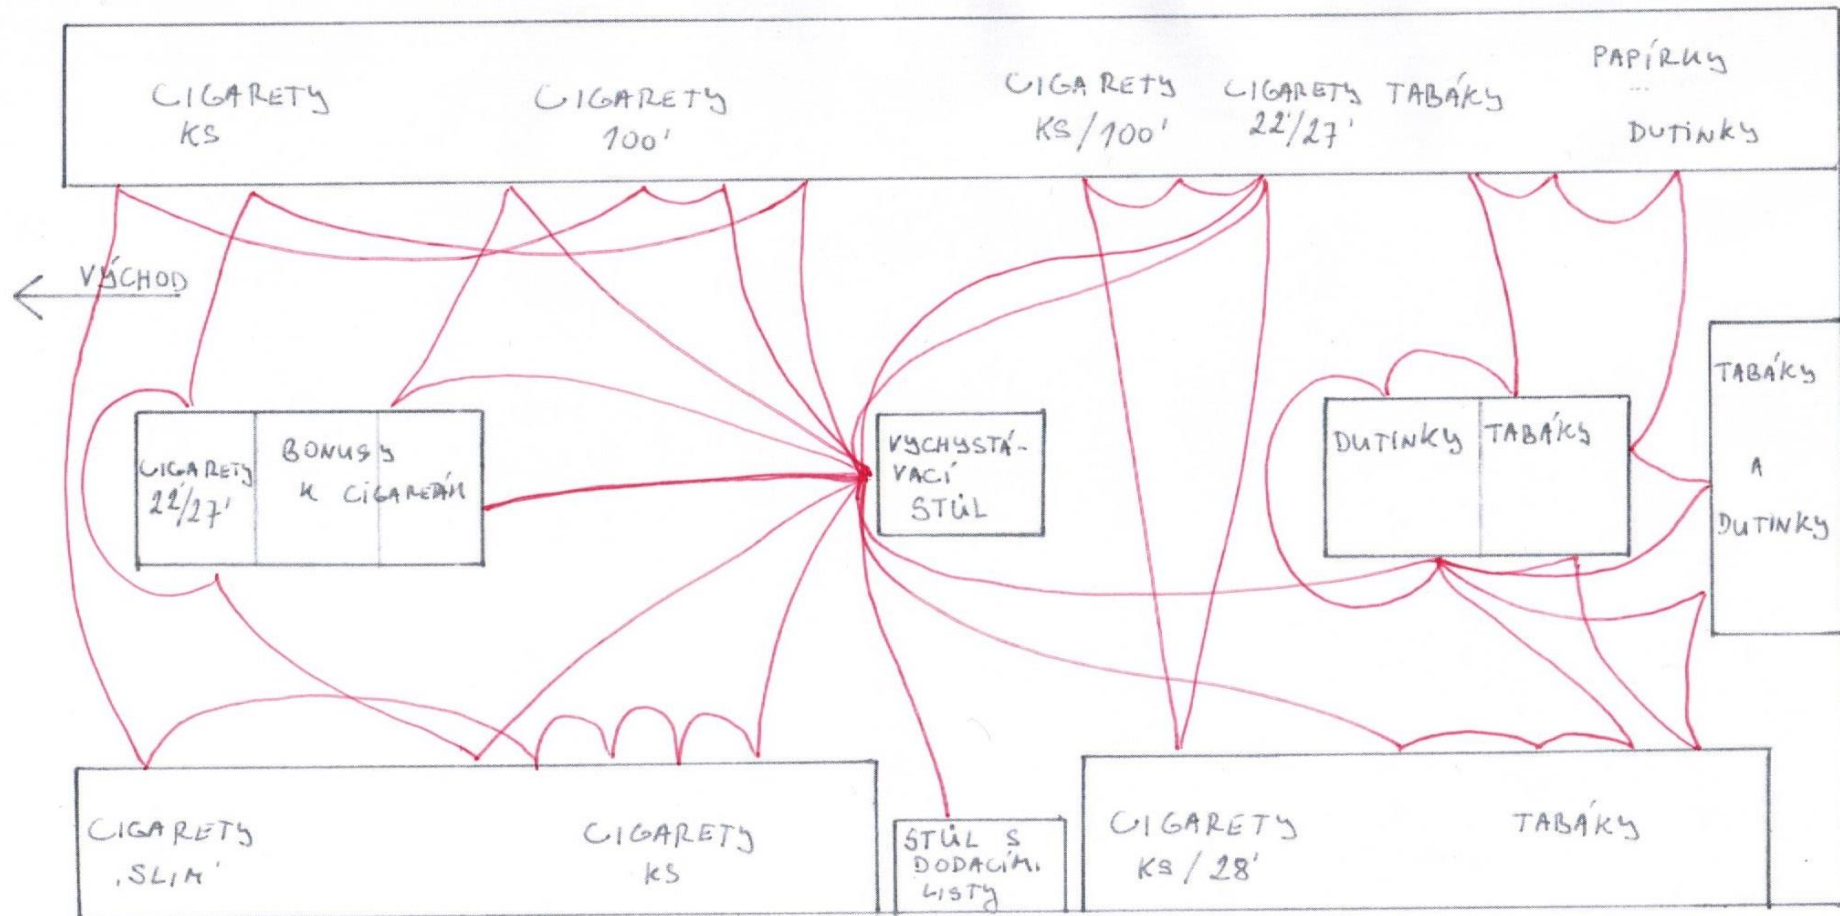 CIGARETY
KS
CIGARETY
100'
CIGARETY
KS/100'
CIGARETY
22'/27'
TABÁKY
PAPÍRKY
DUTINKY
VÝCHOD
CIGARETY
22'/27'
BONUSY
K CIGARETÁM
VYCHYSTÁ-
VACÍ
STŮL
DUTINKY
TABÁKY
TABÁKY
A
DUTINKY
CIGARETY
'SLIM'
CIGARETY
KS
STŮL S
DODACÍMI
LISTY
CIGARETY
KS/28'
TABÁKY